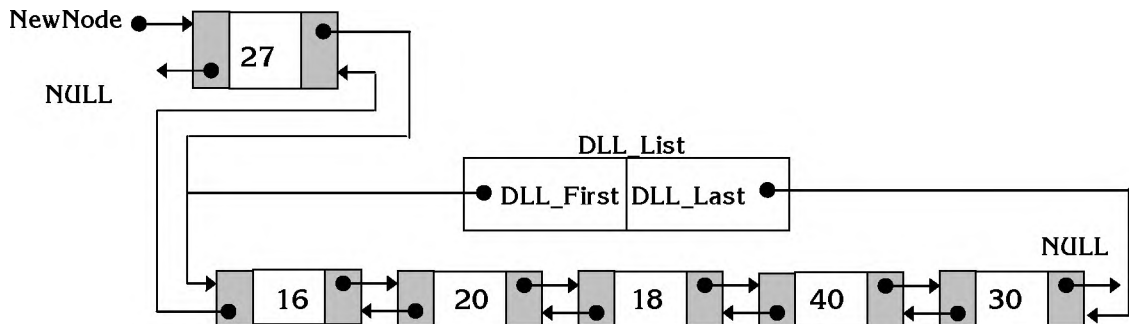 NewNode
27
NULL
DLL_List
DLL_First DLL_Last
NULL
16 20 18 40 30